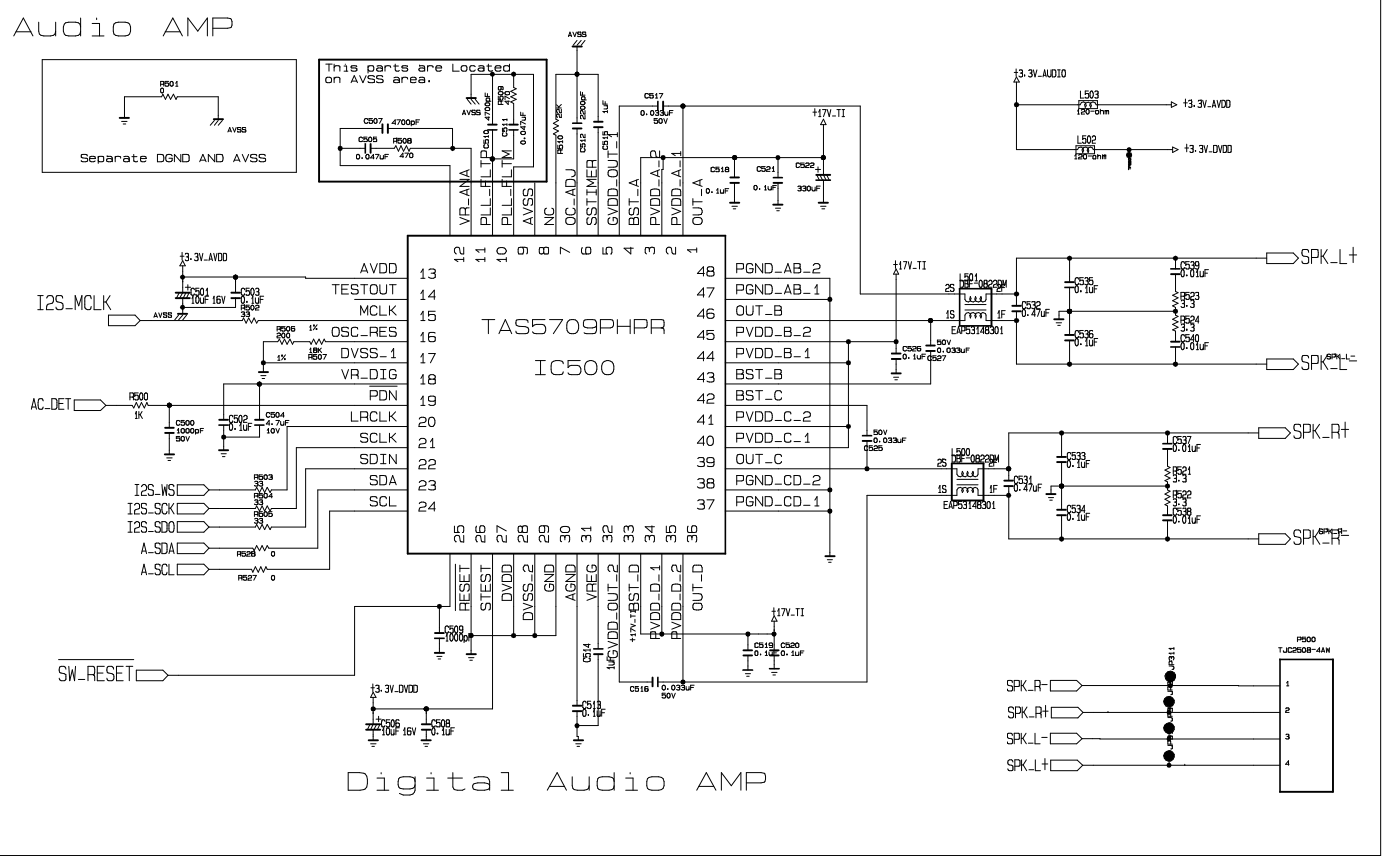 Audio AMP
R501
0
AVSS
Separate DGND AND AVSS
This parts are Located
on AVSS area.
C507
4700pF
C505
0.047uF
R508
470
AVSS
C510
4700pF
C511
0.047uF
R509
470
AVSS
R510
22K
C512
2200pF
C515
1uF
C517
0.033uF
50V
+17V_TI
C518
0.1uF
C521
0.1uF
C522
330uF
+3.3V_AUDIO
L503
120-ohm
+3.3V_AVDD
L502
120-ohm
+3.3V_DVDD
VR_ANA
PLL_FLTP
PLL_FLTM
AVSS
NC
OC_ADJ
SSTIMER
GVDD_OUT_1
BST_A
PVDD_A_2
PVDD_A_1
OUT_A
12
11
10
9
8
7
6
5
4
3
2
1
TAS5709PHPR
IC500
AVDD
13
TESTOUT
14
MCLK
15
OSC_RES
16
DVSS_1
17
VR_DIG
18
PDN
19
LRCLK
20
SCLK
21
SDIN
22
SDA
23
SCL
24
48
PGND_AB_2
47
PGND_AB_1
46
OUT_B
45
PVDD_B_2
44
PVDD_B_1
43
BST_B
42
BST_C
41
PVDD_C_2
40
PVDD_C_1
39
OUT_C
38
PGND_CD_2
37
PGND_CD_1
25
26
27
28
29
30
31
32
33
34
35
36
RESET
STEST
DVDD
DVSS_2
GND
AGND
VREG
GVDD_OUT_2
BST_D
PVDD_D_1
PVDD_D_2
OUT_D
+3.3V_AVDD
C501
10uF 16V
C503
0.1uF
AVSS
I2S_MCLK
R502
33
R506
200
1%
1%
R507
18K
AC_DET
R500
1K
C500
1000pF
50V
C502
0.1uF
C504
4.7uF
10V
I2S_WS
R503
33
I2S_SCK
R504
33
I2S_SDO
R505
33
A_SDA
R528
0
A_SCL
R527
0
SW_RESET
C509
1000pF
+3.3V_DVDD
C506
10uF 16V
C508
0.1uF
C513
0.1uF
C514
1uF
+17V_TI
C516
0.033uF
50V
+17V_TI
C519
0.1uF
C520
0.1uF
+17V_TI
C526
0.1uF
50V
0.033uF
C527
50V
0.033uF
C525
L501
DBF-0822DM
2S
2F
1S
1F
EAP53148301
C532
0.47uF
C535
0.1uF
C536
0.1uF
C539
0.01uF
R523
3.3
R524
3.3
C540
0.01uF
SPK_L+
SPK_L-
SPK_L-
L500
DBF-0822DM
2S
2F
1S
1F
EAP53148301
C531
0.47uF
C533
0.1uF
C534
0.1uF
C537
0.01uF
R521
3.3
R522
3.3
C538
0.01uF
SPK_R+
SPK_R-
SPK_R-
P500
TJC2508-4AW
JP311
SPK_R-
1
SPK_R+
2
SPK_L-
3
SPK_L+
4
Digital Audio AMP